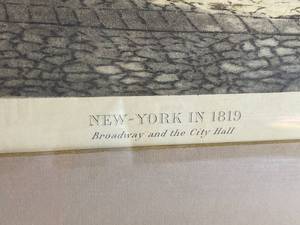 NEW-YORK IN 1819
Broadway and the City Hall